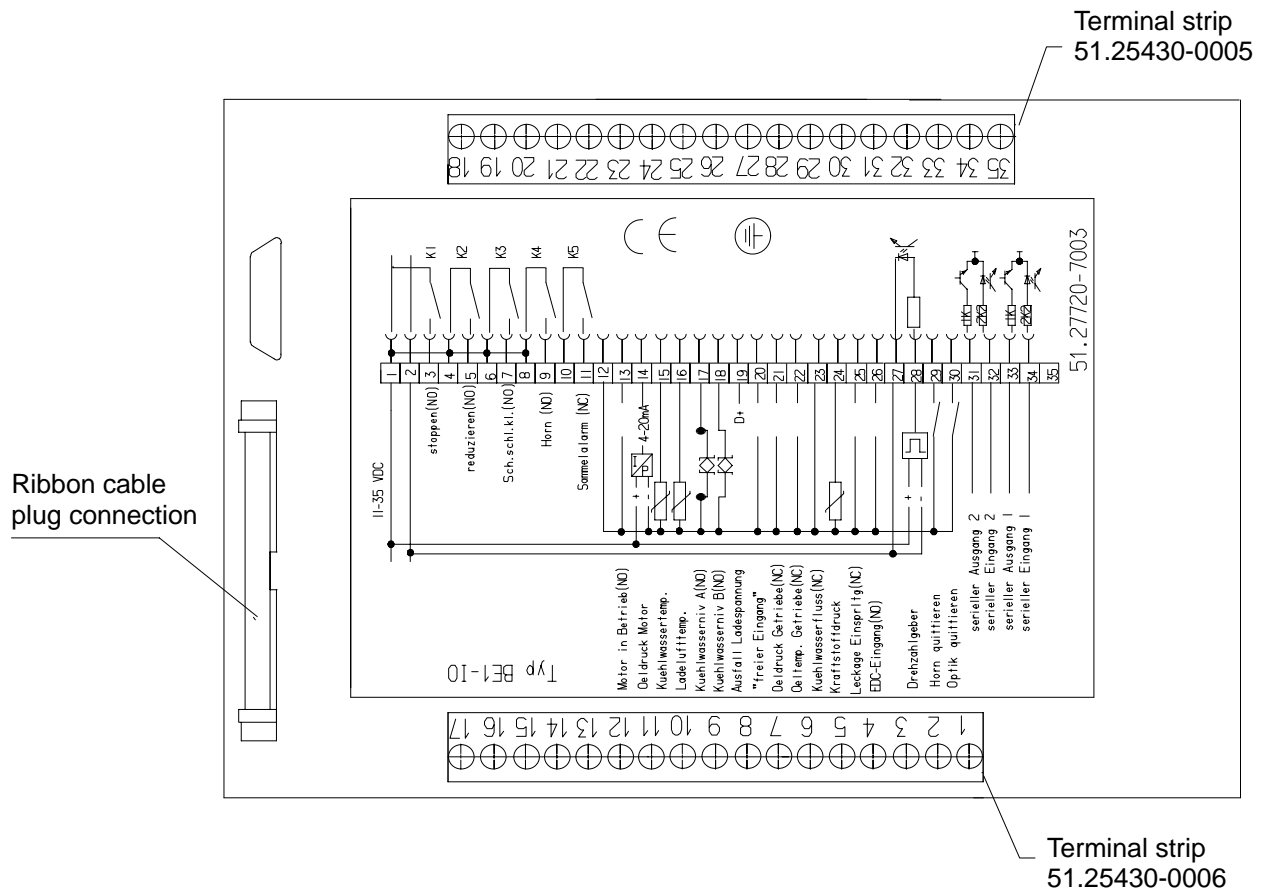 Terminal strip
51.25430-0005
18 19 20 21 22 23 24 25 26 27 28 29 30 31 32 33 34 35
CE
51.27720-7003
K1
K2
K3
K4
K5
1K
2K2
1K
2K2
1 2 3 4 5 6 7 8 9 10 11 12 13 14 15 16 17 18 19 20 21 22 23 24 25 26 27 28 29 30 31 32 33 34 35
11-35 VDC
stoppen(NO)
reduzieren(NO)
Sch.schl.kl.(NO)
Horn (NO)
Sammelalarm (NC)
4-20mA
I
P
+ -
D+
+ -
Motor in Betrieb(NO)
Oeldruck Motor
Kuehlwassertemp.
Ladelufttemp.
Kuehlwasserniv A(NO)
Kuehlwasserniv B(NO)
Ausfall Ladespannung
"freier Eingang"
Oeldruck Getriebe(NC)
Oeltemp. Getriebe(NC)
Kuehlwasserfluss(NC)
Kraftstoffdruck
Leckage Einsprltg(NC)
EDC-Eingang(NO)
Drehzahlgeber
Horn quittieren
Optik quittieren
serieller Ausgang 2
serieller Eingang 2
serieller Ausgang 1
serieller Eingang 1
Typ BE1-IO
Ribbon cable
plug connection
17 16 15 14 13 12 11 10 9 8 7 6 5 4 3 2 1
Terminal strip
51.25430-0006